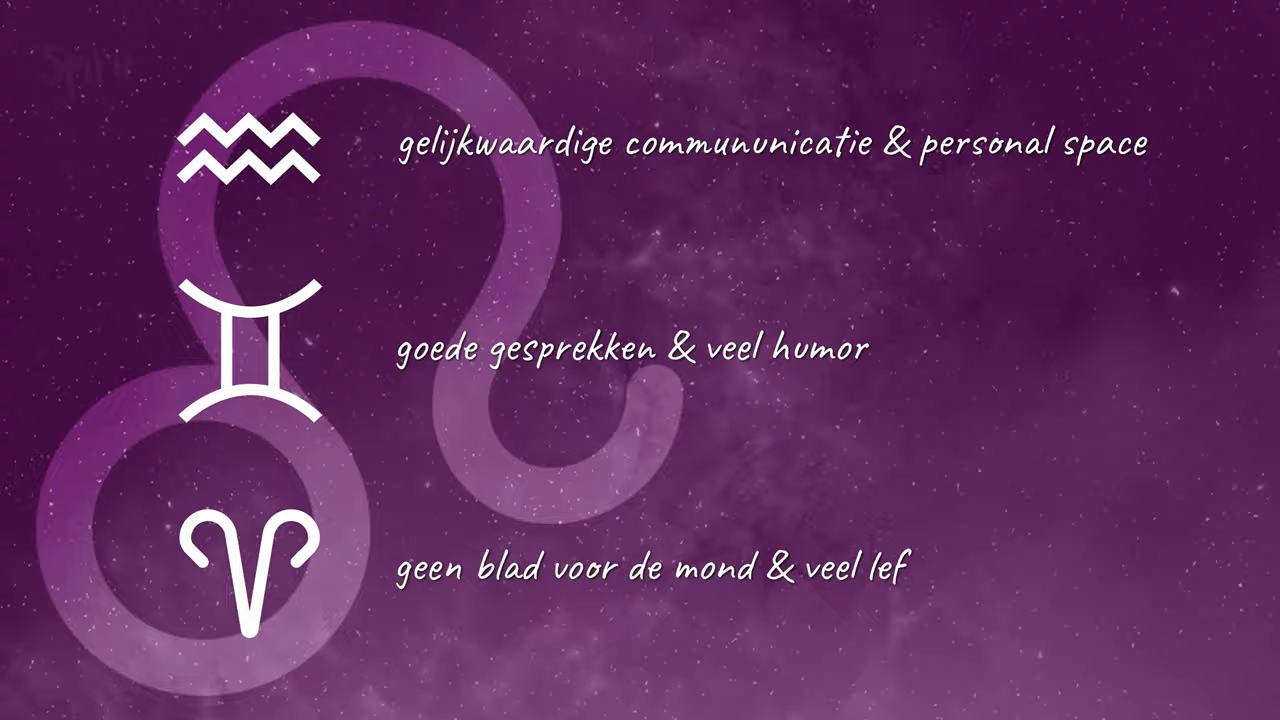 gelijkwaardige commununicatie & personal space
goede gesprekken & veel humor
geen blad voor de mond & veel lef